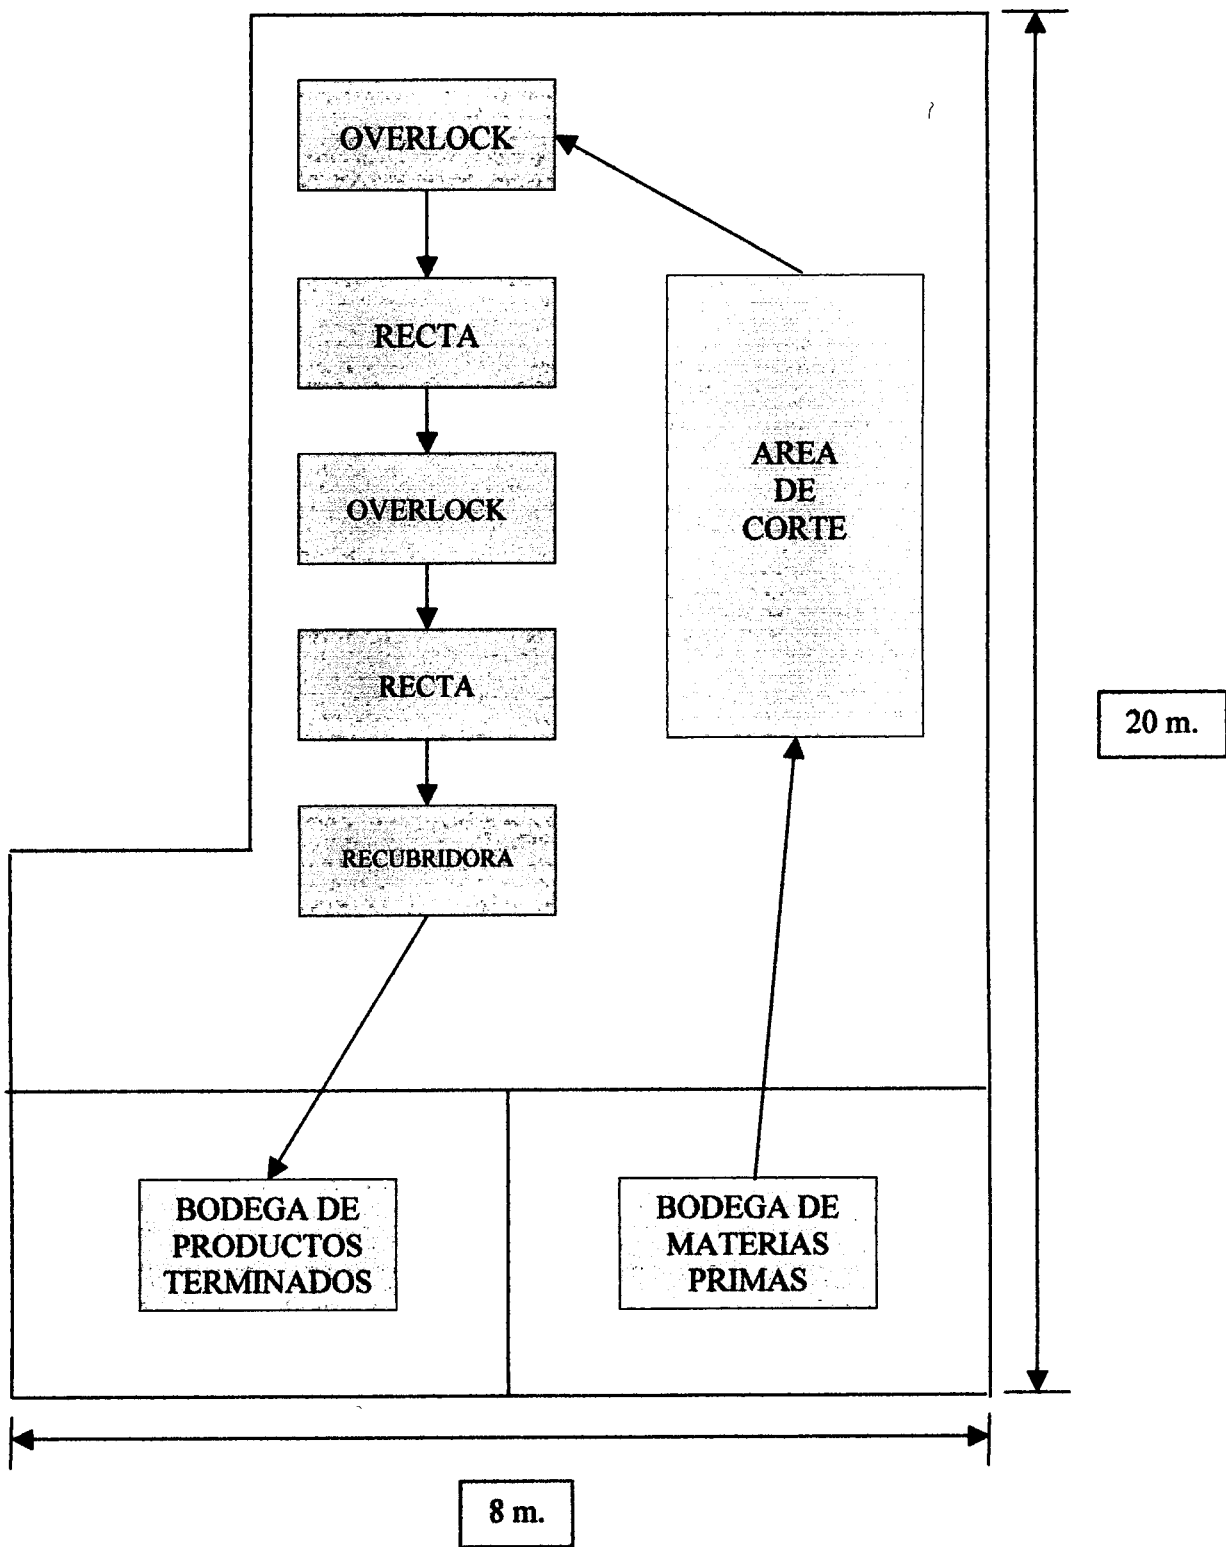 OVERLOCK
RECTA
OVERLOCK
RECTA
RECUBRIDORA
AREA
DE
CORTE
20 m.
BODEGA DE
PRODUCTOS
TERMINADOS
BODEGA DE
MATERIAS
PRIMAS
8 m.